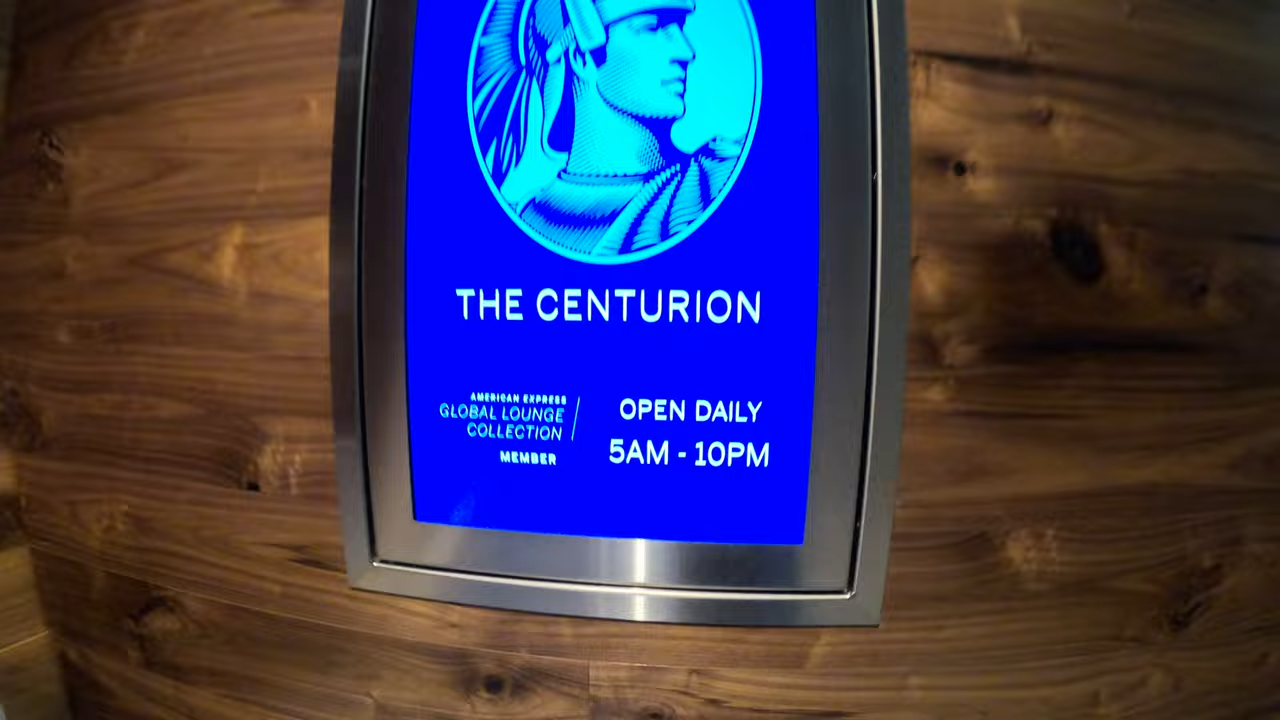 THE CENTURION
AMERICAN EXPRESS
GLOBAL LOUNGE
COLLECTION
MEMBER
OPEN DAILY
5AM - 10PM